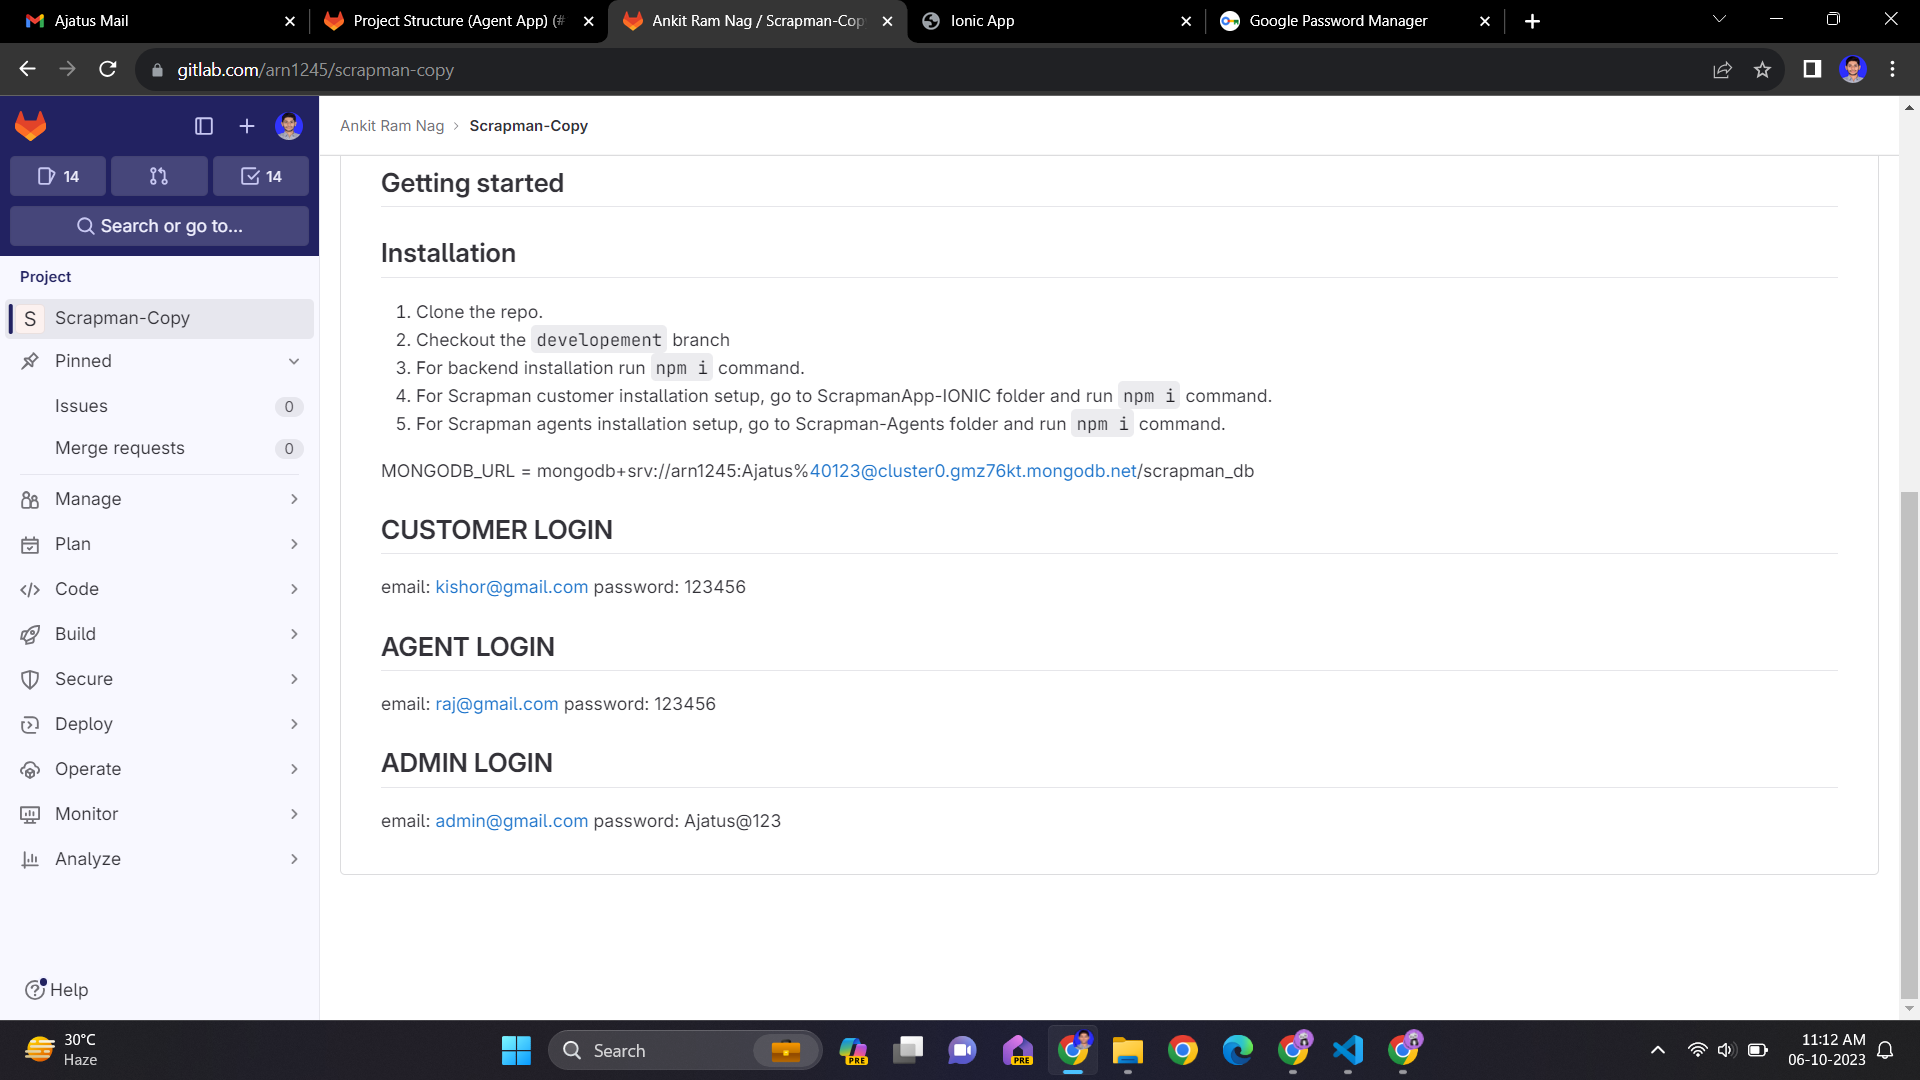 Ajatus Mail
Project Structure (Agent App) (#
Ankit Ram Nag / Scrapman-Cop
Ionic App
Google Password Manager
gitlab.com/arn1245/scrapman-copy
14
14
Search or go to...
Project
S Scrapman-Copy
Pinned
Issues 0
Merge requests 0
Manage
Plan
Code
Build
Secure
Deploy
Operate
Monitor
Analyze
Help
Ankit Ram Nag > Scrapman-Copy
Getting started
Installation
1. Clone the repo.
2. Checkout the developement branch
3. For backend installation run npm i command.
4. For Scrapman customer installation setup, go to ScrapmanApp-IONIC folder and run npm i command.
5. For Scrapman agents installation setup, go to Scrapman-Agents folder and run npm i command.
MONGODB_URL = mongodb+srv://arn1245:Ajatus%40123@cluster0.gmz76kt.mongodb.net/scrapman_db
CUSTOMER LOGIN
email: kishor@gmail.com password: 123456
AGENT LOGIN
email: raj@gmail.com password: 123456
ADMIN LOGIN
email: admin@gmail.com password: Ajatus@123
30°C
Haze
Search
PRE
PRE
11:12 AM
06-10-2023